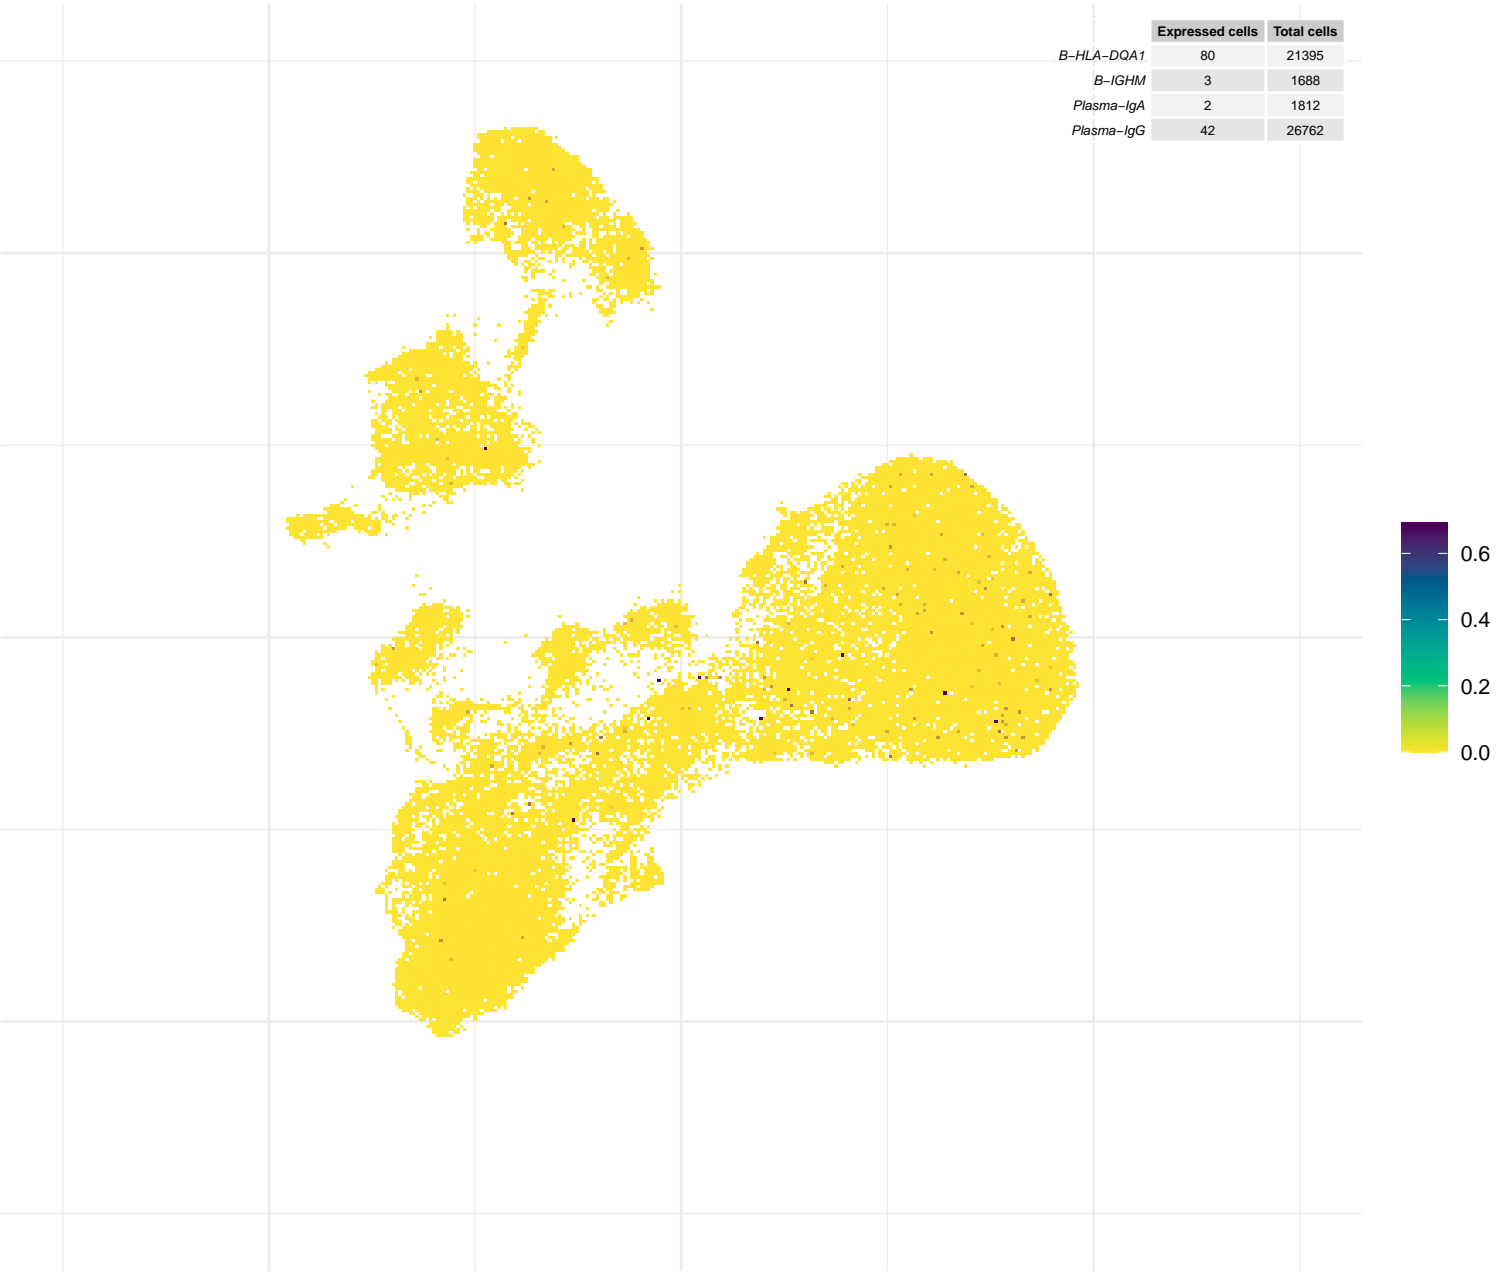 Expressed cells Total cells
B−HLA−DQA1 80 21395
B−IGHM 3 1688
Plasma−IgA 2 1812
Plasma−IgG 42 26762
0.6
0.4
0.2
0.0